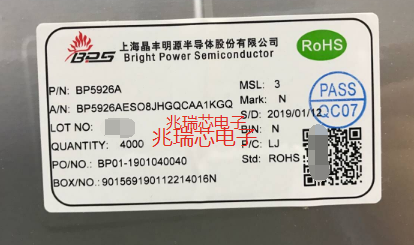 BPS
上海晶丰明源半导体股份有限公司
Bright Power Semiconductor
RoHS
P/N: BP5926A
MSL: 3
A/N: BP5926AESO8JHGQCAA1KGQ
Mark: N
LOT NO:
S/D: 2019/01/12
PASS
QC07
兆瑞芯电子
兆瑞芯电子
BIN: N
QUANTITY: 4000
P/C: LJ
PO/NO.: BP01-1901040040
Std: ROHS
BOX/NO.: 901569190112214016N